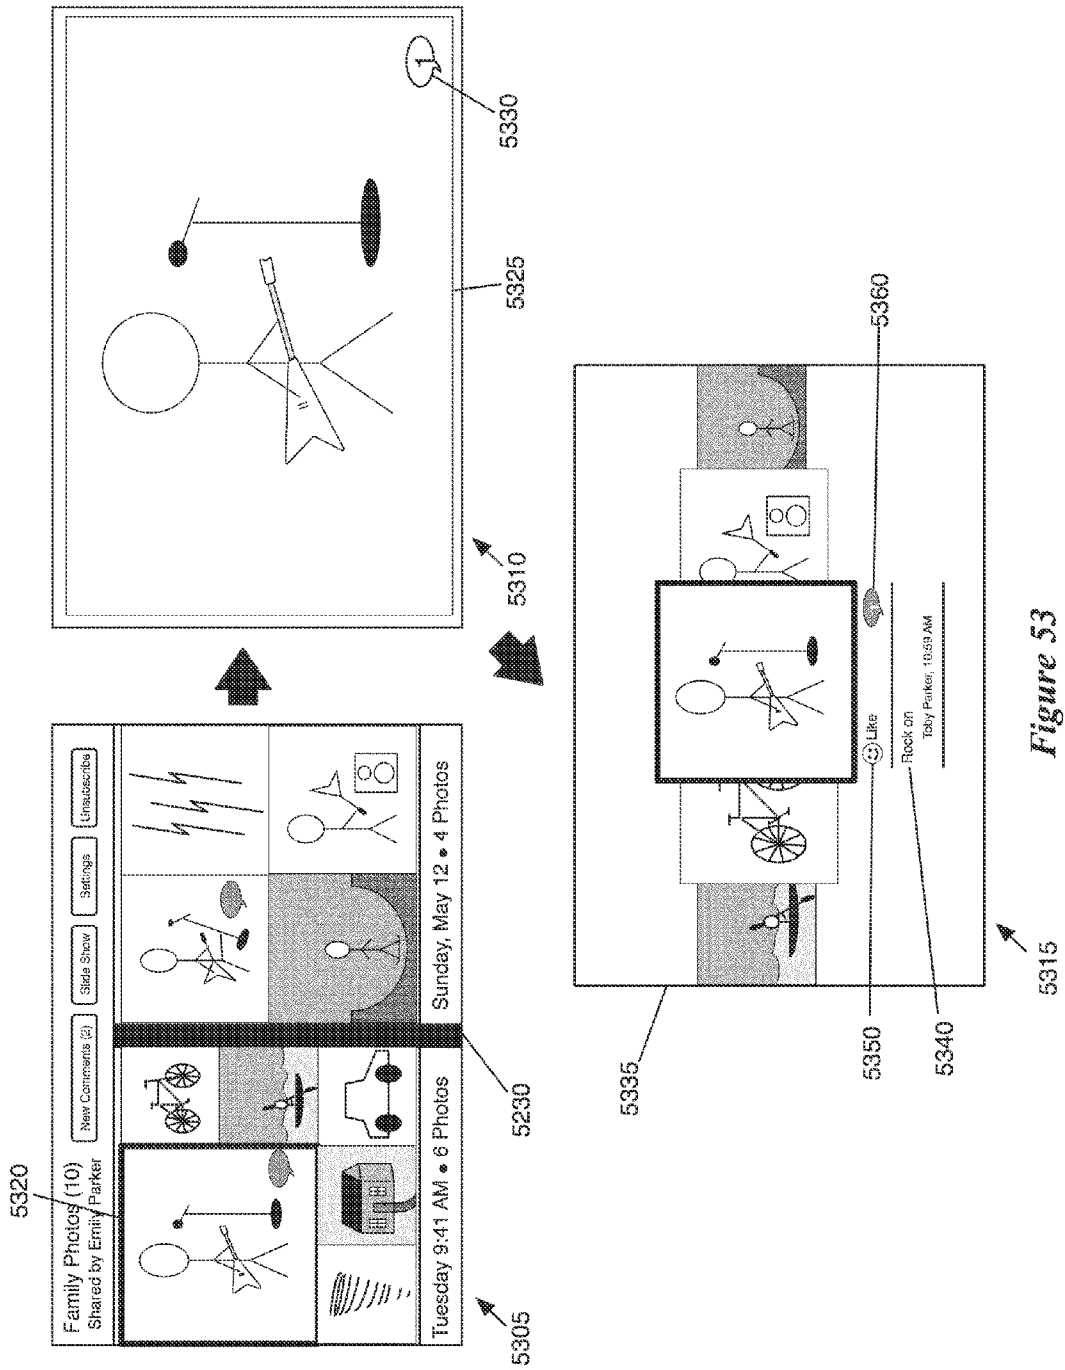 5320
Family Photos (10)
Shared by Emily Parker
New Comments (2)
Slide Show
Settings
Unsubscribe
Tuesday 9:41 AM ● 6 Photos
Sunday, May 12 ● 4 Photos
5305
5230
1
5330
5325
5310
5335
Like
Rock on
Toby Parker, 10:59 AM
5350
5340
5360
5315
Figure 53